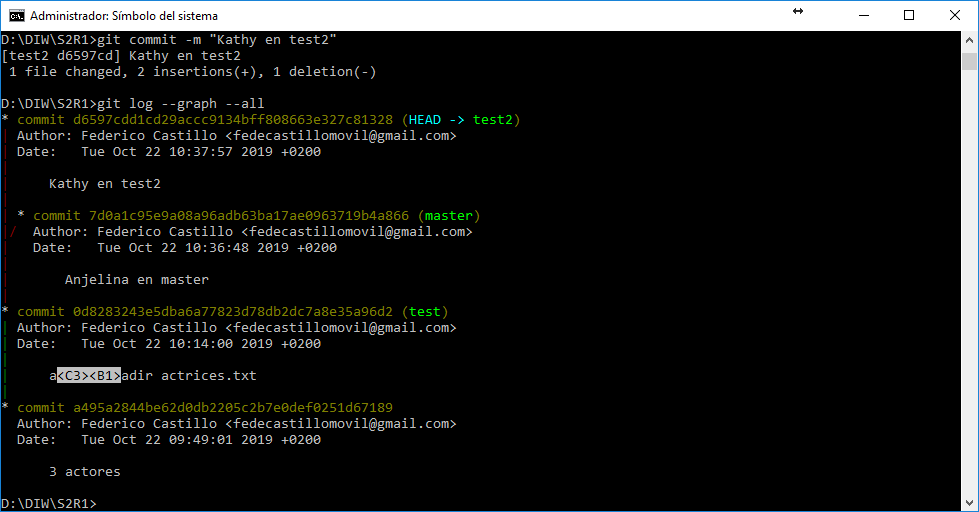 Administrador: Símbolo del sistema
D:\DIW\S2R1>git commit -m "Kathy en test2"
[test2 d6597cd] Kathy en test2
 1 file changed, 2 insertions(+), 1 deletion(-)
D:\DIW\S2R1>git log --graph --all
* commit d6597cdd1cd29accc9134bff808663e327c81328 (HEAD -> test2)
| Author: Federico Castillo <fedecastillomovil@gmail.com>
| Date:   Tue Oct 22 10:37:57 2019 +0200
|
|     Kathy en test2
|
| * commit 7d0a1c95e9a08a96adb63ba17ae0963719b4a866 (master)
|/  Author: Federico Castillo <fedecastillomovil@gmail.com>
|   Date:   Tue Oct 22 10:36:48 2019 +0200
|
|       Anjelina en master
|
* commit 0d8283243e5dba6a77823d78db2dc7a8e35a96d2 (test)
| Author: Federico Castillo <fedecastillomovil@gmail.com>
| Date:   Tue Oct 22 10:14:00 2019 +0200
|
|     a<C3><B1>adir actrices.txt
|
* commit a495a2844be62d0db2205c2b7e0def0251d67189
  Author: Federico Castillo <fedecastillomovil@gmail.com>
  Date:   Tue Oct 22 09:49:01 2019 +0200
      3 actores
D:\DIW\S2R1>